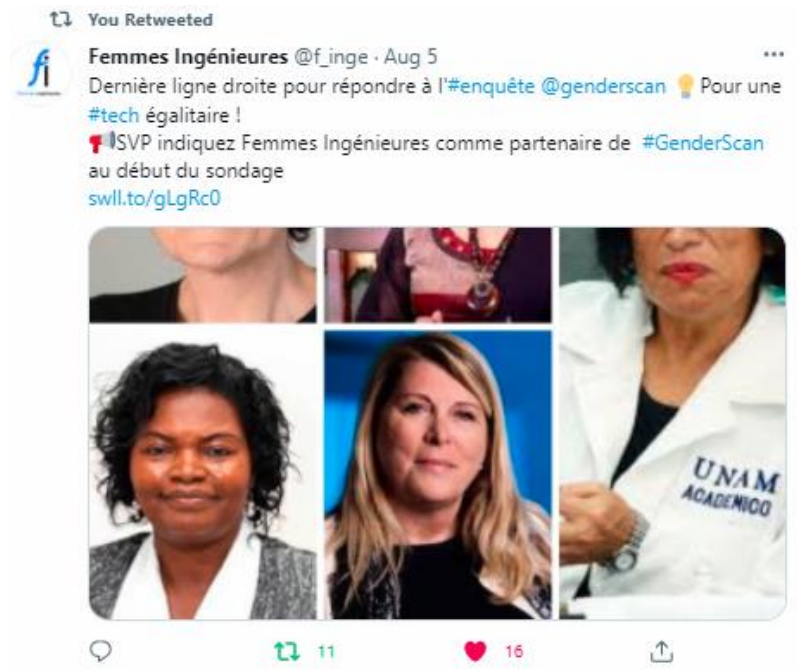 You Retweeted
Femmes Ingénieures @f_inge · Aug 5
Dernière ligne droite pour répondre à l'#enquête @genderscan 💡 Pour une
#tech égalitaire !
📢SVP indiquez Femmes Ingénieures comme partenaire de #GenderScan
au début du sondage
swll.to/gLgRc0
UNAM
ACADEMICO
11
16